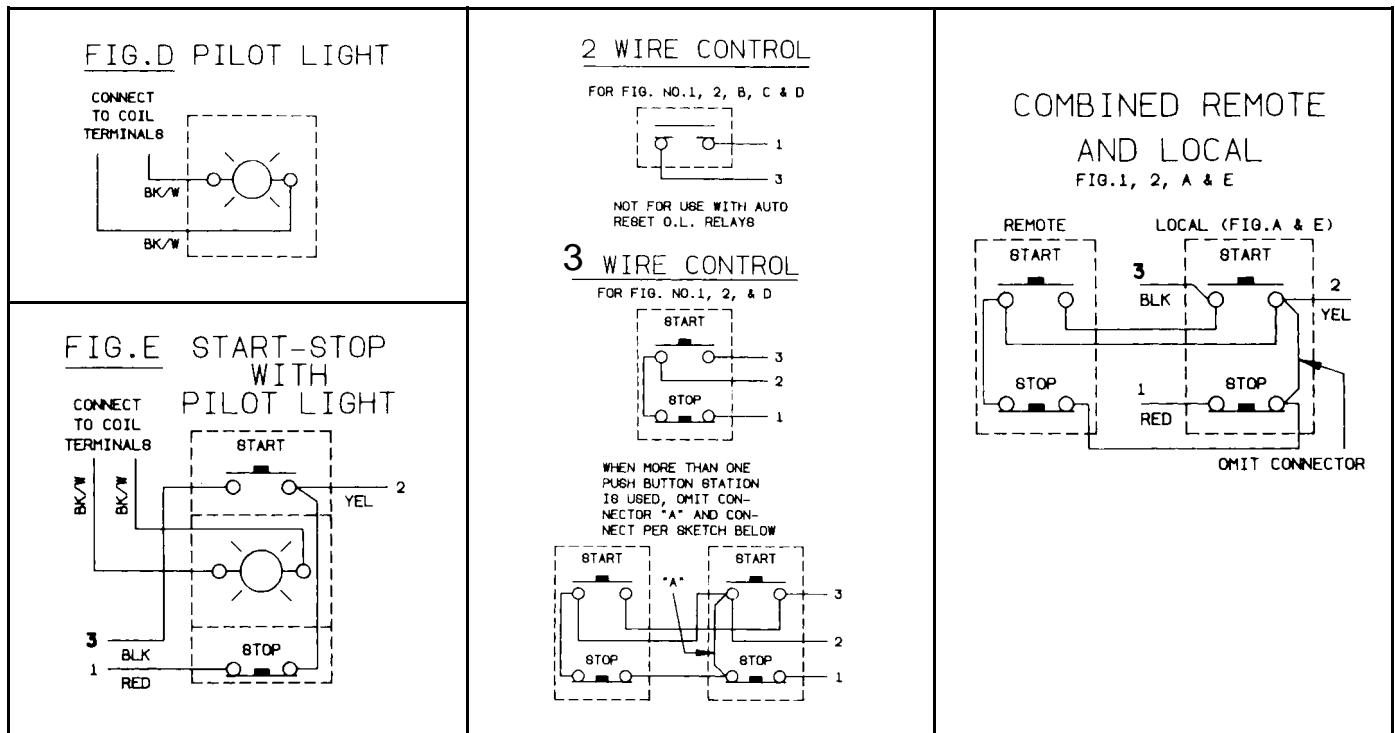 FIG.D PILOT LIGHT
CONNECT
TO COIL
TERMINALS
BK/W
BK/W
FIG.E START-STOP
WITH
PILOT LIGHT
CONNECT
TO COIL
TERMINALS
BK/W
BK/W
START
2
YEL
3
BLK
STOP
1
RED
2 WIRE CONTROL
FOR FIG. NO.1, 2, B, C & D
1
3
NOT FOR USE WITH AUTO
RESET O.L. RELAYS
3 WIRE CONTROL
FOR FIG. NO.1, 2, & D
START
3
2
STOP
1
WHEN MORE THAN ONE
PUSH BUTTON STATION
IS USED, OMIT CON-
NECTOR "A" AND CON-
NECT PER SKETCH BELOW
START
START
"A"
3
2
STOP
STOP
1
COMBINED REMOTE
AND LOCAL
FIG.1, 2, A & E
REMOTE
LOCAL (FIG.A & E)
START
START
3
BLK
2
YEL
STOP
STOP
1
RED
OMIT CONNECTOR